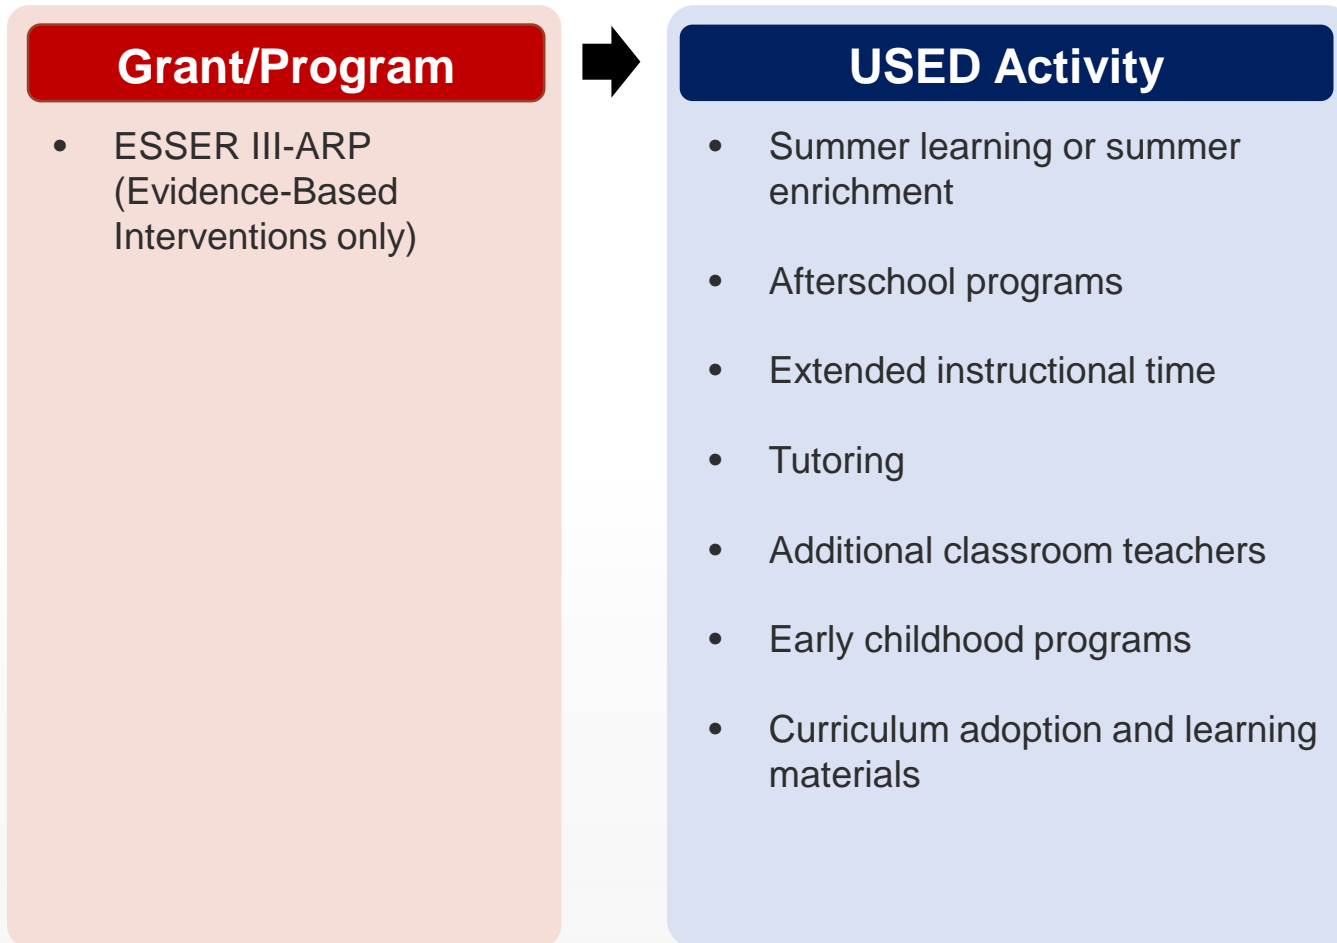 Grant/Program
• ESSER III-ARP
(Evidence-Based
Interventions only)
USED Activity
• Summer learning or summer
enrichment
• Afterschool programs
• Extended instructional time
• Tutoring
• Additional classroom teachers
• Early childhood programs
• Curriculum adoption and learning
materials